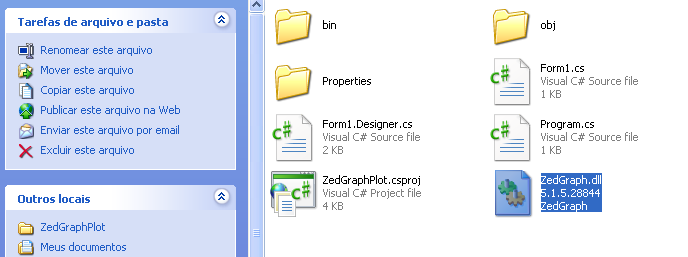 Tarefas de arquivo e pasta
Renomear este arquivo
Mover este arquivo
Copiar este arquivo
Publicar este arquivo na Web
Enviar este arquivo por email
Excluir este arquivo
Outros locais
ZedGraphPlot
Meus documentos
bin
obj
Properties
Form1.cs
Visual C# Source file
1 KB
Form1.Designer.cs
Visual C# Source file
2 KB
Program.cs
Visual C# Source file
1 KB
ZedGraphPlot.csproj
Visual C# Project file
4 KB
ZedGraph.dll
5.1.5.28844
ZedGraph